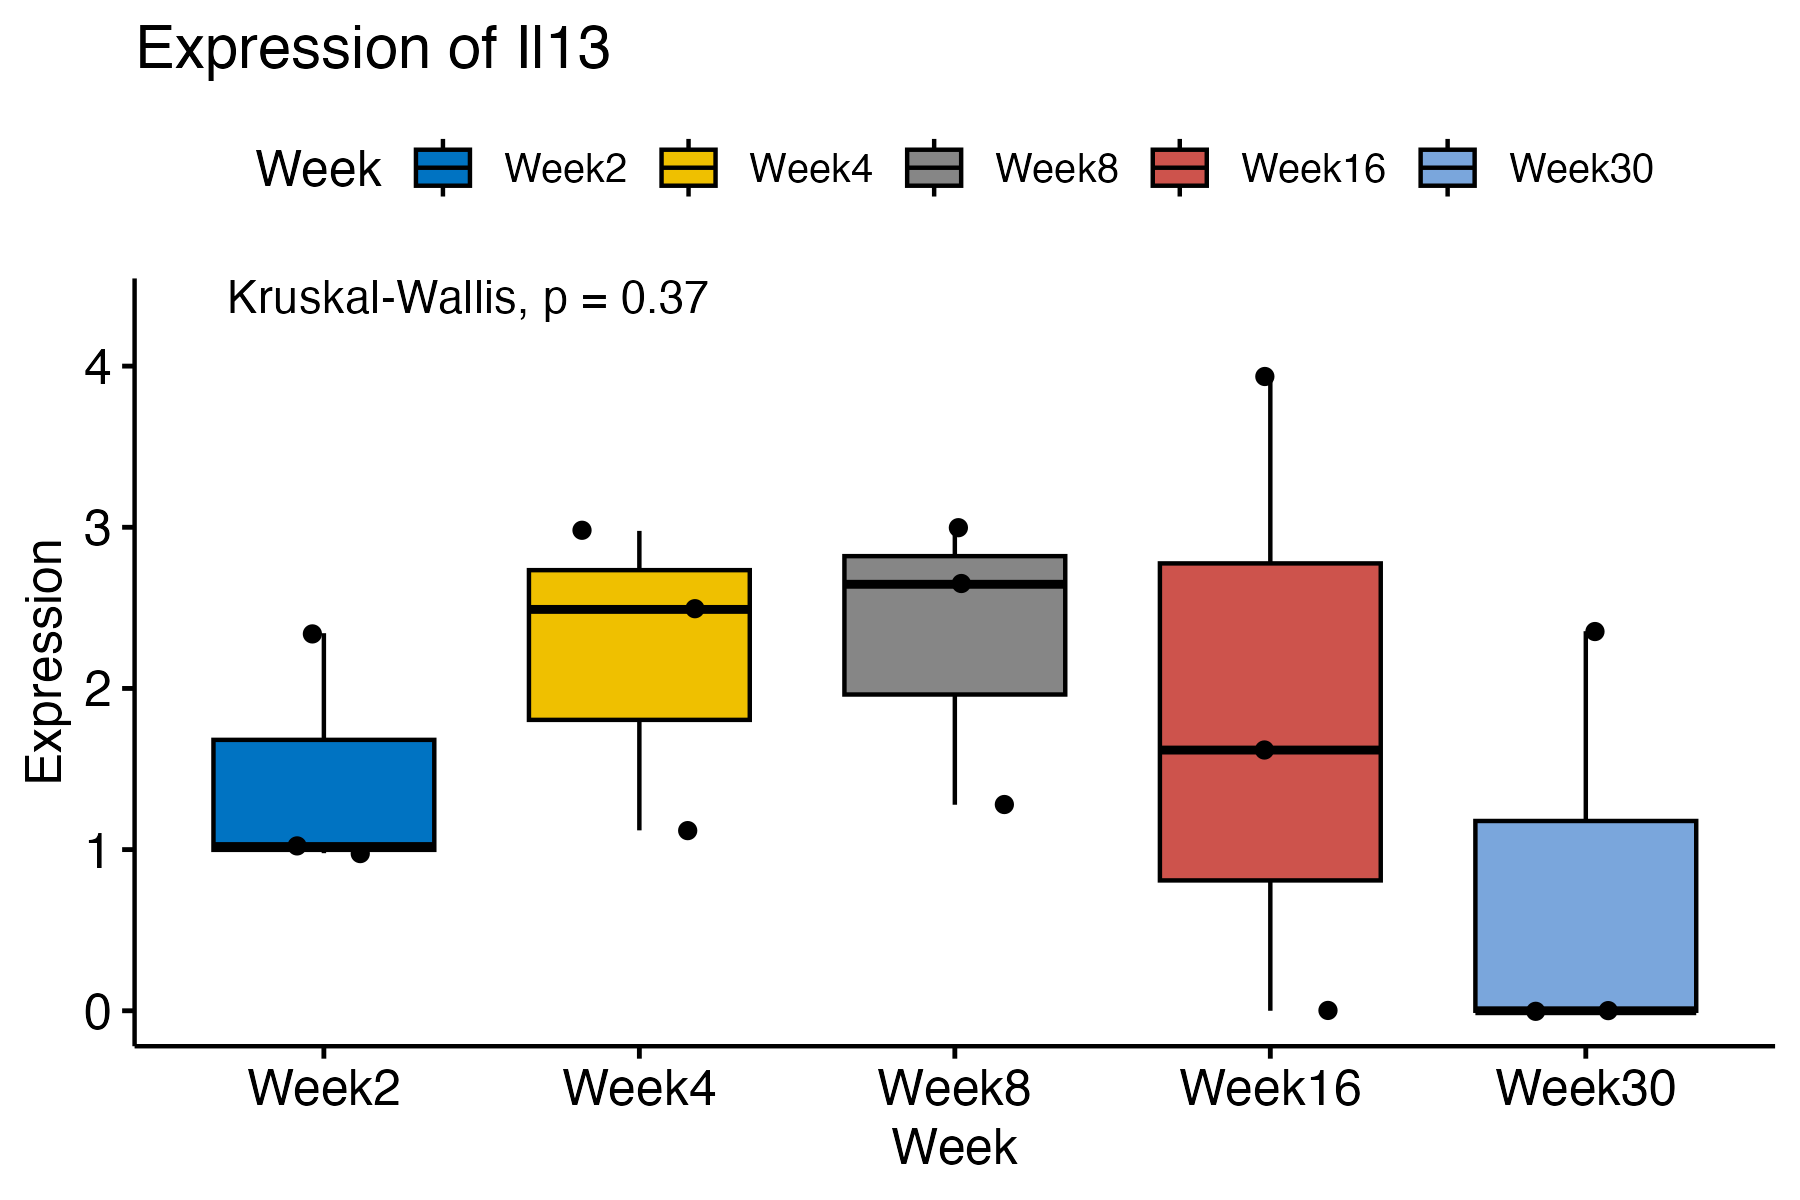 Expression of Il13
Week Week2 Week4 Week8 Week16 Week30
Kruskal-Wallis, p = 0.37
4
3
2
1
0
Expression
Week2 Week4 Week8 Week16 Week30
Week